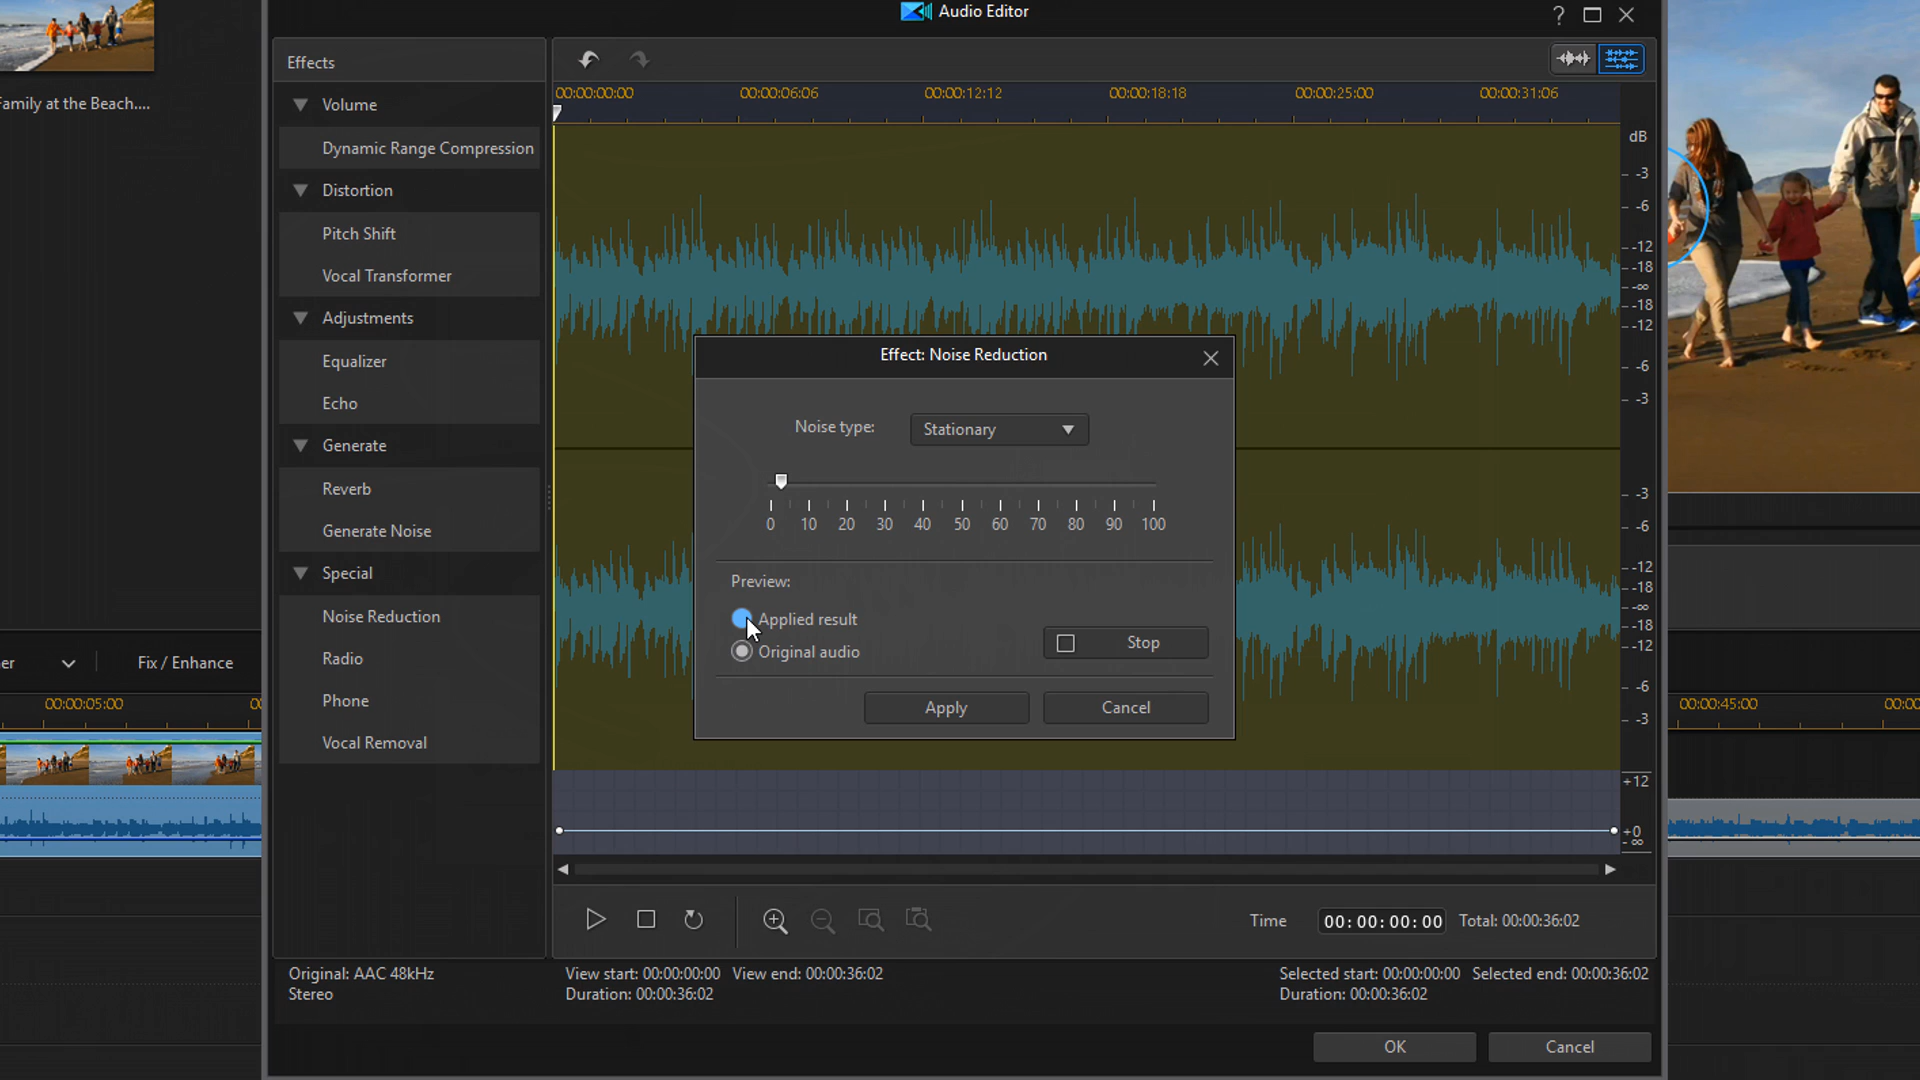 Audio Editor
?
Family at the Beach....
Effects
Volume
Dynamic Range Compression
Distortion
Pitch Shift
Vocal Transformer
Adjustments
Equalizer
Echo
Generate
Reverb
Generate Noise
Special
Noise Reduction
Radio
Phone
Vocal Removal
00:00:00:00 00:00:06:06 00:00:12:12 00:00:18:18 00:00:25:00 00:00:31:06
dB
-3
-6
-12
-18
-∞
-18
-12
-6
-3
-3
-6
-12
-18
-∞
-18
-12
-6
-3
+12
+0
-∞
Effect: Noise Reduction
Noise type: Stationary
0 10 20 30 40 50 60 70 80 90 100
Preview:
Applied result
Original audio
Stop
Apply Cancel
er
Fix / Enhance
00:00:05:00
00:00:45:00
Time 00:00:00:00 Total: 00:00:36:02
Original: AAC 48kHz
Stereo
View start: 00:00:00:00 View end: 00:00:36:02
Duration: 00:00:36:02
Selected start: 00:00:00:00 Selected end: 00:00:36:02
Duration: 00:00:36:02
OK Cancel